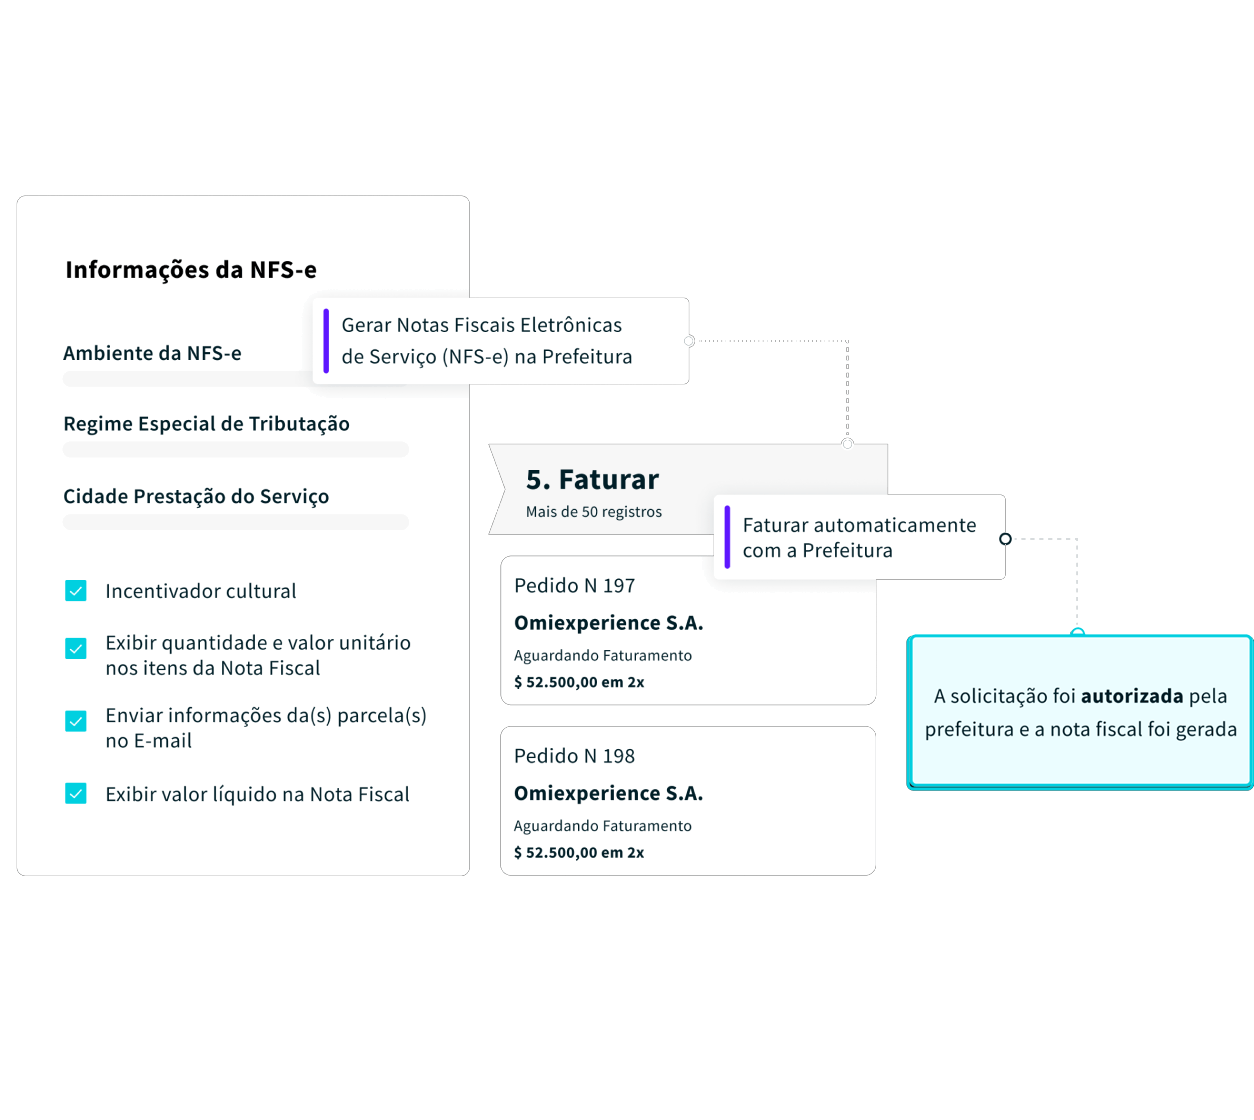 Informações da NFS-e
Gerar Notas Fiscais Eletrônicas
de Serviço (NFS-e) na Prefeitura
Ambiente da NFS-e
Regime Especial de Tributação
Cidade Prestação do Serviço
Incentivador cultural
Exibir quantidade e valor unitário
nos itens da Nota Fiscal
Enviar informações da(s) parcela(s)
no E-mail
Exibir valor líquido na Nota Fiscal
5. Faturar
Mais de 50 registros
Faturar automaticamente
com a Prefeitura
Pedido N 197
Omiexperience S.A.
Aguardando Faturamento
$ 52.500,00 em 2x
Pedido N 198
Omiexperience S.A.
Aguardando Faturamento
$ 52.500,00 em 2x
A solicitação foi autorizada pela
prefeitura e a nota fiscal foi gerada